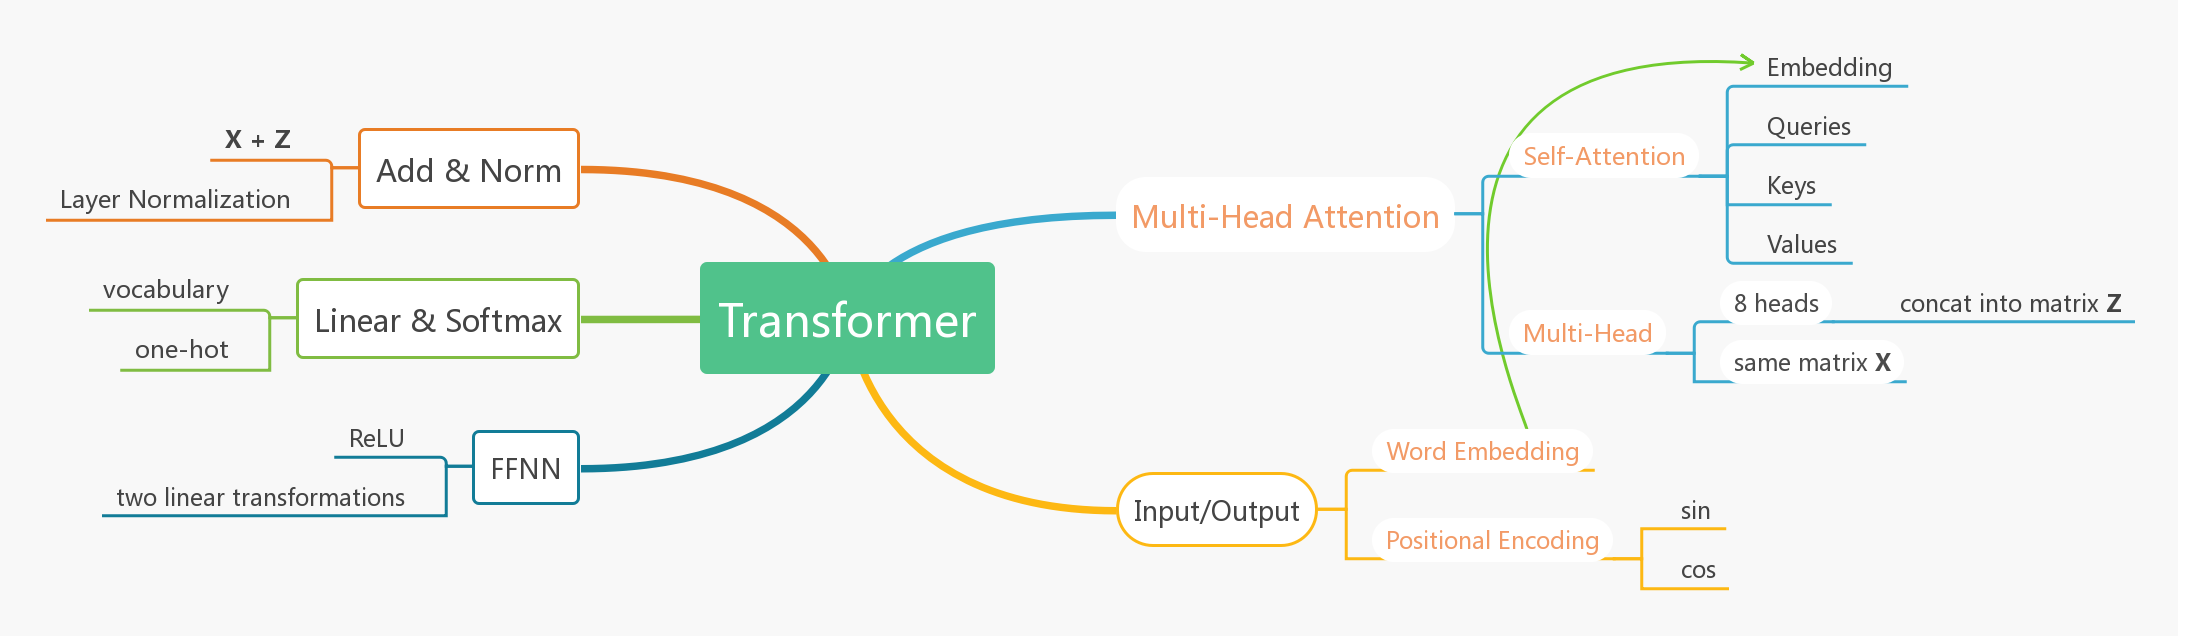 Transformer
Add & Norm
X + Z
Layer Normalization
Linear & Softmax
vocabulary
one-hot
FFNN
ReLU
two linear transformations
Multi-Head Attention
Self-Attention
Embedding
Queries
Keys
Values
Multi-Head
8 heads
concat into matrix Z
same matrix X
Input/Output
Word Embedding
Positional Encoding
sin
cos